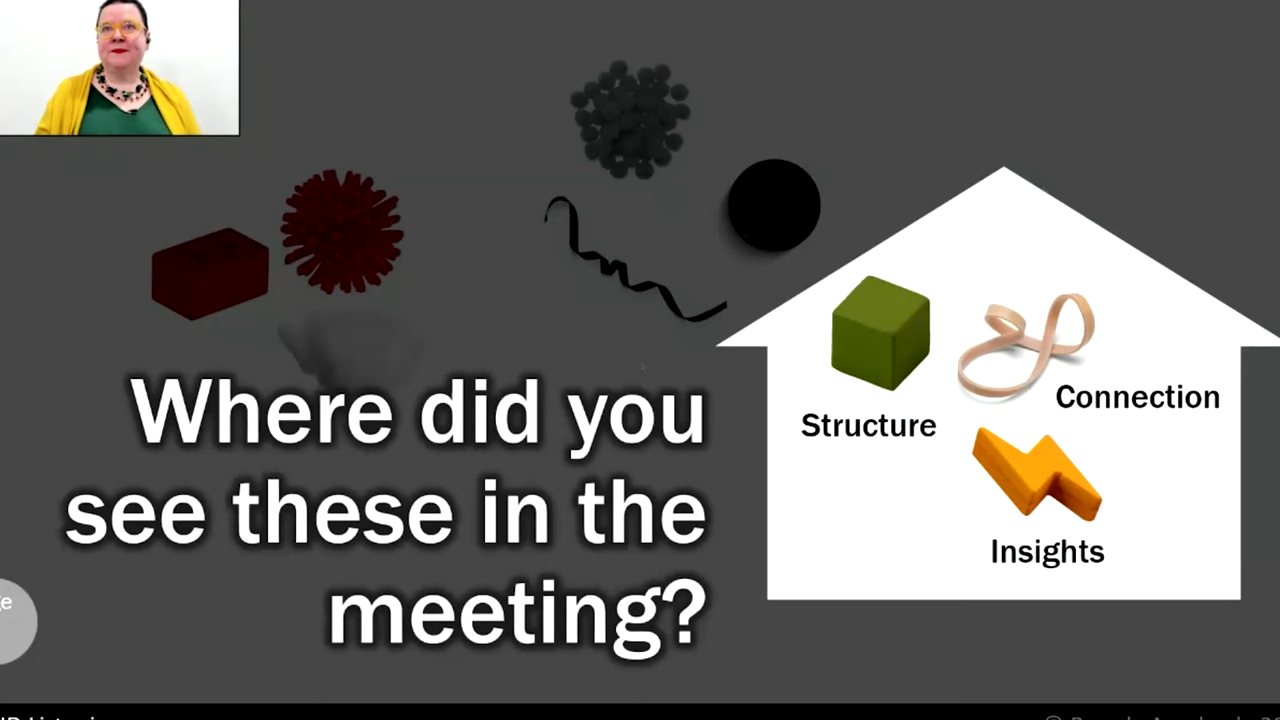 Where did you
see these in the
meeting?
Structure
Connection
Insights